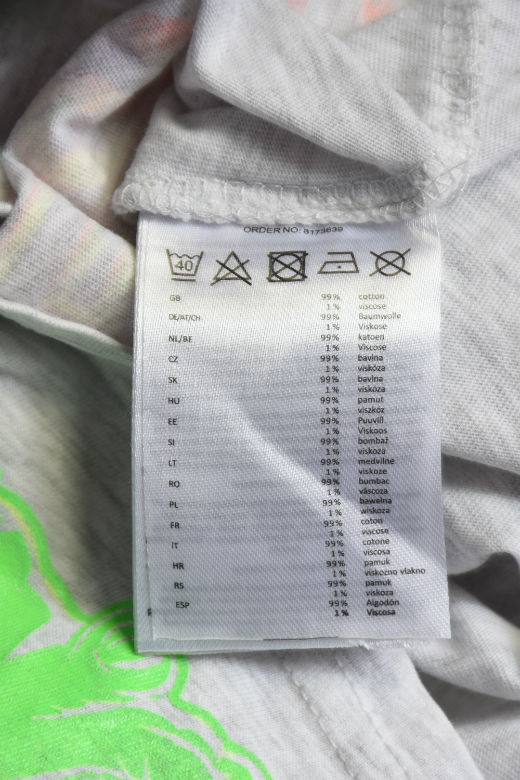 ORDER NO: 8173639
40
GB 99% cotton
1% viscose
DE/AT/CH 99% Baumwolle
1% Viskose
NL/BE 99% katoen
1% Viscose
CZ 99% bavlna
1% viskóza
SK 99% bavlna
1% viskóza
HU 99% pamut
1% viszkóz
EE 99% Puuvill
1% Viskoos
SI 99% bombaž
1% viskoza
LT 99% medvilnė
1% viskozė
RO 99% bumbac
1% vâscoza
PL 99% bawełna
1% wiskoza
FR 99% coton
1% viscose
IT 99% cotone
1% viscosa
HR 99% pamuk
1% viskozno vlakno
RS 99% pamuk
1% viskoza
ESP 99% Algodón
1% Viscosa